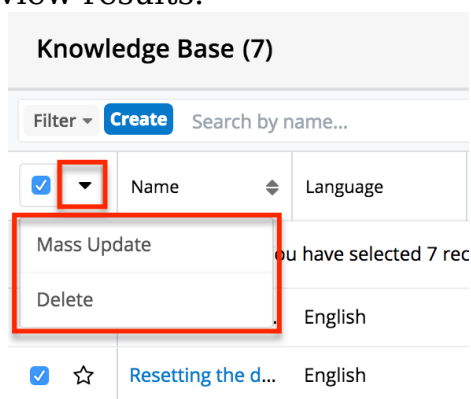 view results.
Knowledge Base (7)
Filter Create Search by name...
Name Language
Mass Update
ou have selected 7 rec
Delete
. English
Resetting the d... English